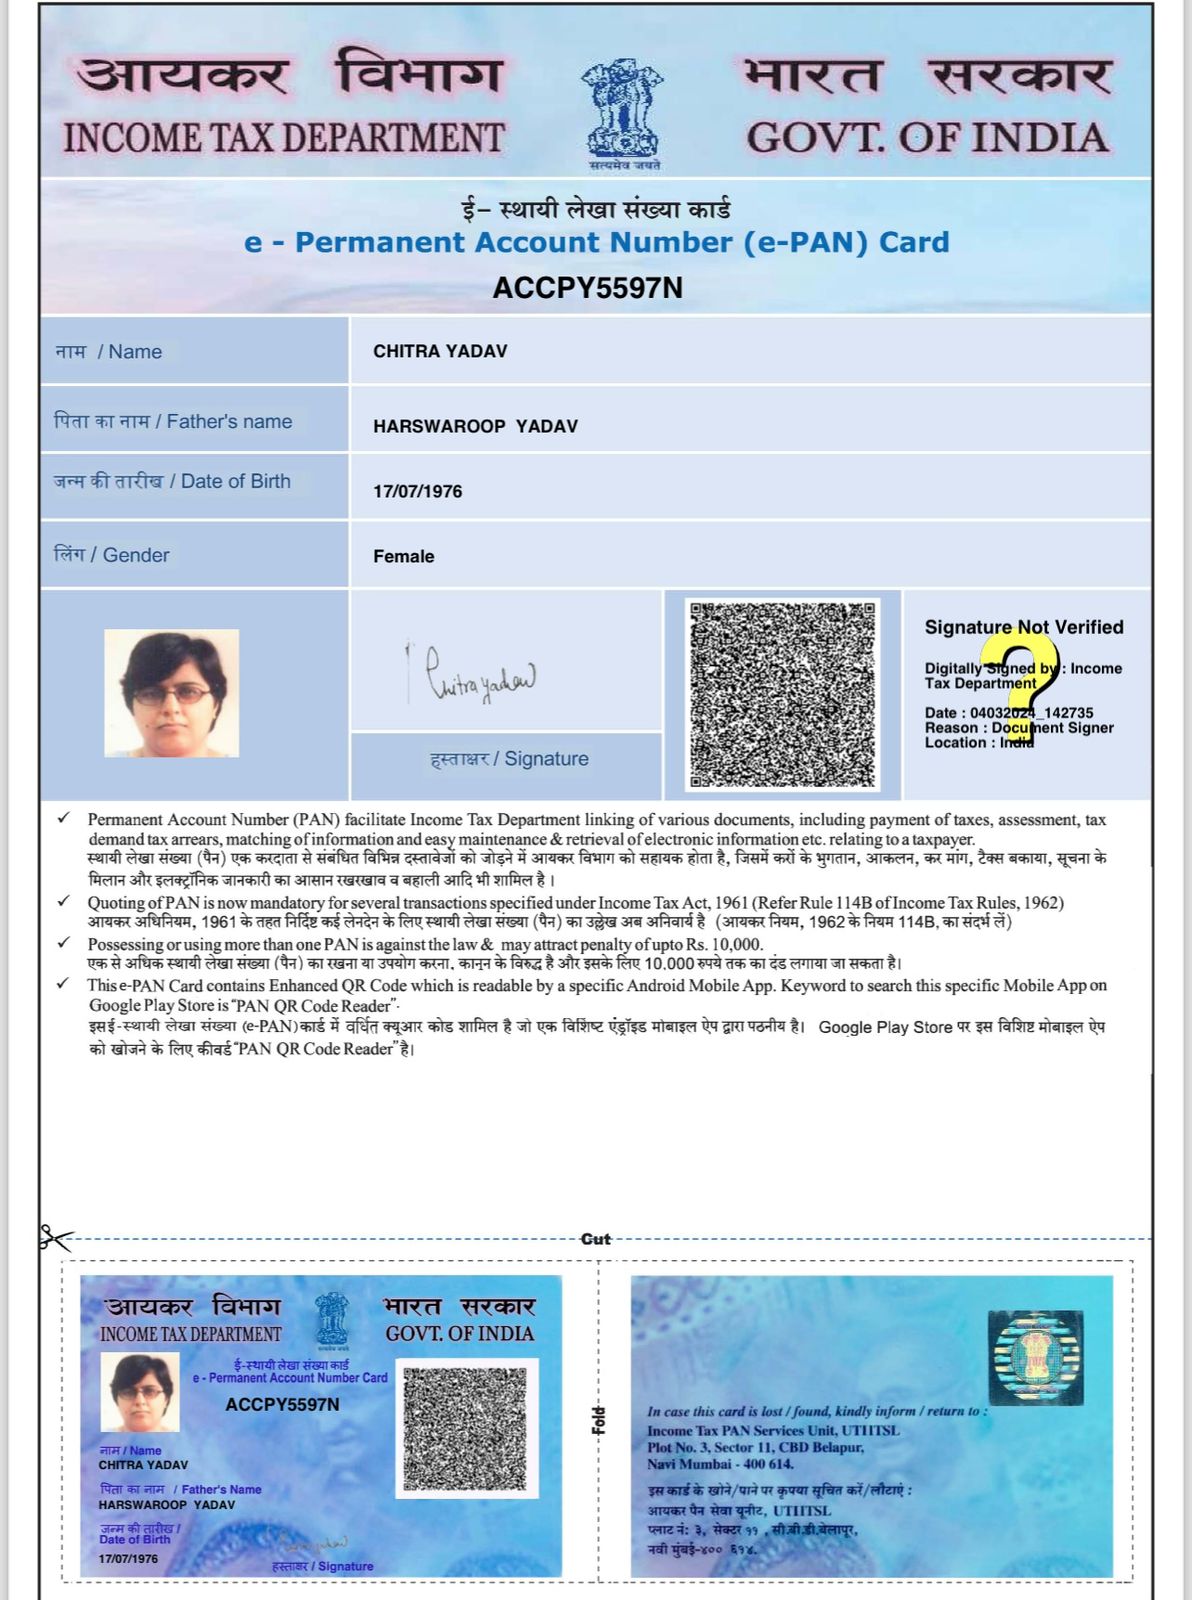 आयकर विभाग
INCOME TAX DEPARTMENT
सत्यमेव जयते
भारत सरकार
GOVT. OF INDIA
ई- स्थायी लेखा संख्या कार्ड
e - Permanent Account Number (e-PAN) Card
ACCPY5597N
नाम / Name
CHITRA YADAV
पिता का नाम / Father's name
HARSWAROOP YADAV
जन्म की तारीख / Date of Birth
17/07/1976
लिंग / Gender
Female
Chitra yadav
हस्ताक्षर / Signature
Signature Not Verified
?
Digitally Signed by : Income
Tax Department
Date : 04032024_142735
Reason : Document Signer
Location : India
✓ Permanent Account Number (PAN) facilitate Income Tax Department linking of various documents, including payment of taxes, assessment, tax
demand tax arrears, matching of information and easy maintenance & retrieval of electronic information etc. relating to a taxpayer.
स्थायी लेखा संख्या (पैन) एक करदाता से संबंधित विभिन्न दस्तावेजों को जोड़ने में आयकर विभाग को सहायक होता है, जिसमें करों के भुगतान, आकलन, कर मांग, टैक्स बकाया, सूचना के
मिलान और इलक्ट्रॉनिक जानकारी का आसान रखरखाव व बहाली आदि भी शामिल है ।
✓ Quoting of PAN is now mandatory for several transactions specified under Income Tax Act, 1961 (Refer Rule 114B of Income Tax Rules, 1962)
आयकर अधिनियम, 1961 के तहत निर्दिष्ट कई लेनदेन के लिए स्थायी लेखा संख्या (पैन) का उल्लेख अब अनिवार्य है (आयकर नियम, 1962 के नियम 114B, का संदर्भ लें)
✓ Possessing or using more than one PAN is against the law & may attract penalty of upto Rs. 10,000.
एक से अधिक स्थायी लेखा संख्या (पैन) का रखना या उपयोग करना, कानून के विरुद्ध है और इसके लिए 10,000 रुपये तक का दंड लगाया जा सकता है।
✓ This e-PAN Card contains Enhanced QR Code which is readable by a specific Android Mobile App. Keyword to search this specific Mobile App on
Google Play Store is “PAN QR Code Reader”.
इसई-स्थायी लेखा संख्या (e-PAN) कार्ड में वर्धित क्यूआर कोड शामिल है जो एक विशिष्ट एंड्रॉइड मोबाइल ऐप द्वारा पठनीय है। Google Play Store पर इस विशिष्ट मोबाइल ऐप
को खोजने के लिए कीवर्ड “PAN QR Code Reader” है।
Cut
आयकर विभाग
INCOME TAX DEPARTMENT
भारत सरकार
GOVT. OF INDIA
ई-स्थायी लेखा संख्या कार्ड
e - Permanent Account Number Card
ACCPY5597N
नाम / Name
CHITRA YADAV
पिता का नाम / Father's Name
HARSWAROOP YADAV
जन्म की तारीख /
Date of Birth
17/07/1976
हस्ताक्षर / Signature
Fold
In case this card is lost / found, kindly inform / return to :
Income Tax PAN Services Unit, UTIITSL
Plot No. 3, Sector 11, CBD Belapur,
Navi Mumbai - 400 614.
इस कार्ड के खोने/पाने पर कृपया सूचित करें/लौटाएं :
आयकर पैन सेवा यूनीट, UTIITSL
प्लाट नं: ३, सेक्टर ११ , सी.बी.डी.बेलापूर,
नवी मुंबई-४०० ६१४.